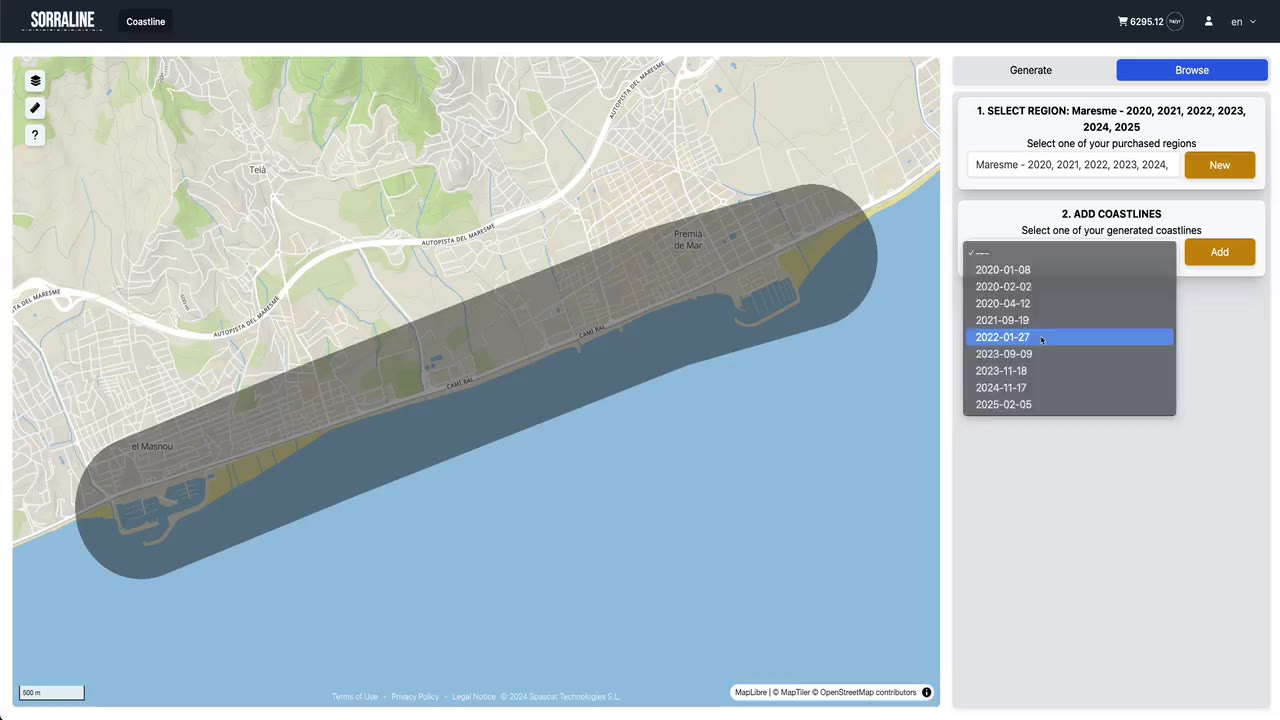 SORRALINE
Coastline
6295.12
ha/yr
en
Generate
Browse
1. SELECT REGION: Maresme - 2020, 2021, 2022, 2023,
2024, 2025
Select one of your purchased regions
Maresme - 2020, 2021, 2022, 2023, 2024,
New
2. ADD COASTLINES
Select one of your generated coastlines
✓ ----
Add
2020-01-08
2020-02-02
2020-04-12
2021-09-19
2022-01-27
2023-09-09
2023-11-18
2024-11-17
2025-02-05
?
AUTOPISTA DEL MARESME
Teià
AUTOPISTA DEL MARESME
Premià
de Mar
AUTOPISTA DEL MARESME
AUTOPISTA DEL MARESME
CAMÍ RAL
CAMÍ RAL
el Masnou
500 m
Terms of Use - Privacy Policy - Legal Notice © 2024 Spascat Technologies S.L.
MapLibre | © MapTiler © OpenStreetMap contributors